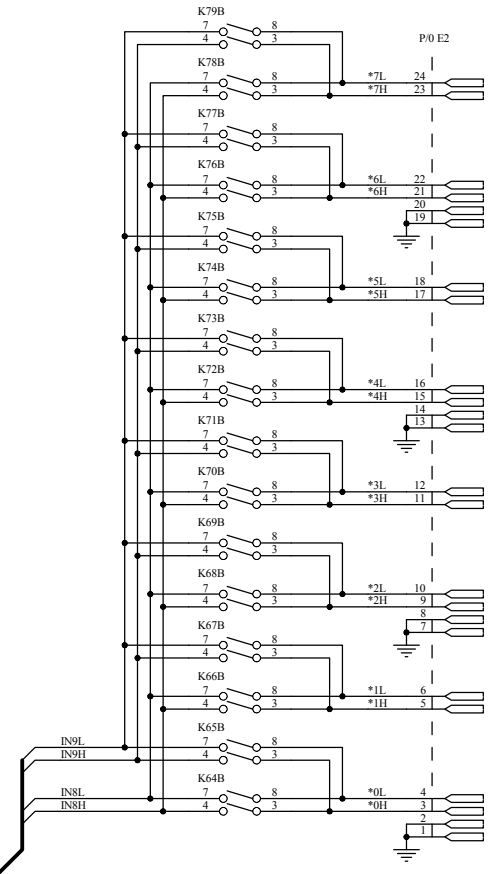 K79B
7 8
4 3
P/0 E2
K78B
7 8 *7L 24
4 3 *7H 23
K77B
7 8
4 3
K76B
7 8 *6L 22
4 3 *6H 21
20
19
K75B
7 8
4 3
K74B
7 8 *5L 18
4 3 *5H 17
K73B
7 8
4 3
K72B
7 8 *4L 16
4 3 *4H 15
14
13
K71B
7 8
4 3
K70B
7 8 *3L 12
4 3 *3H 11
K69B
7 8
4 3
K68B
7 8 *2L 10
4 3 *2H 9
8
7
K67B
7 8
4 3
K66B
7 8 *1L 6
4 3 *1H 5
K65B
IN9L 7 8
IN9H 4 3
K64B
IN8L 7 8 *0L 4
IN8H 4 3 *0H 3
2
1